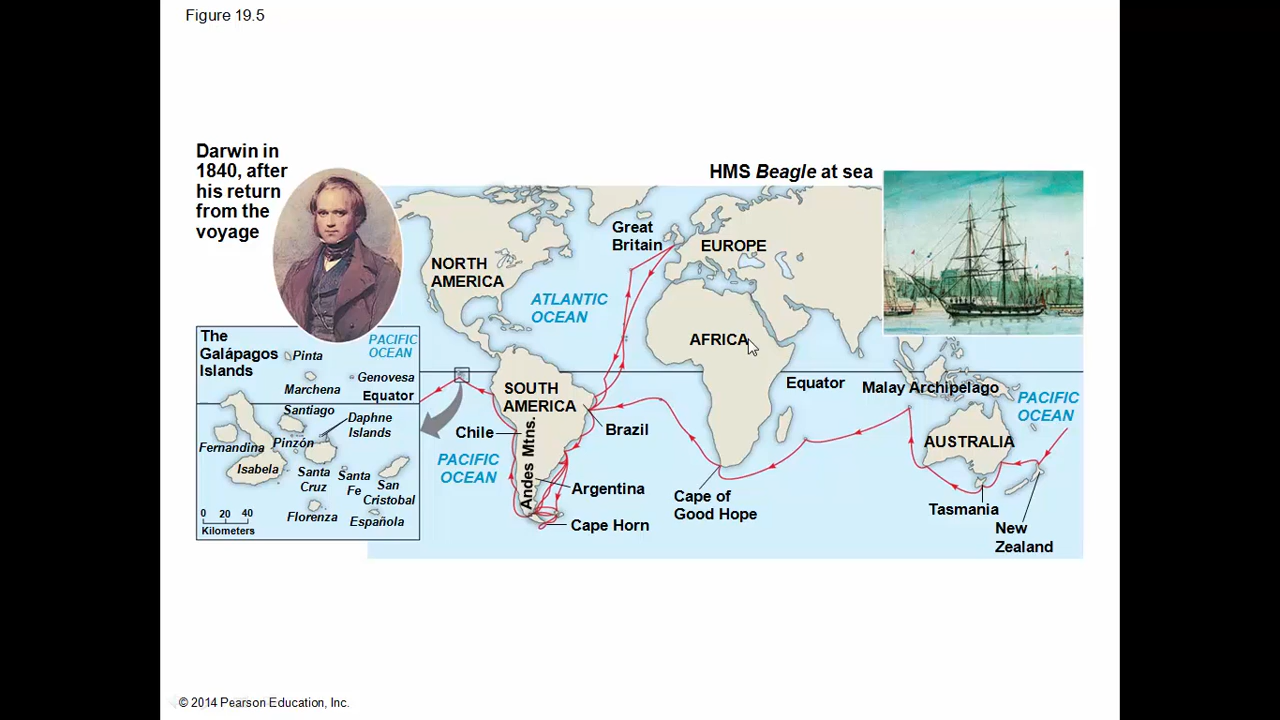 Figure 19.5
Darwin in
1840, after
his return
from the
voyage
HMS Beagle at sea
Great
Britain
EUROPE
NORTH
AMERICA
ATLANTIC
OCEAN
AFRICA
The
Galápagos
Islands
PACIFIC
OCEAN
Pinta
Genovesa
Marchena
Equator
Santiago
Daphne
Islands
Pinzón
Fernandina
Isabela
Santa
Cruz
Santa
Fe
San
Cristobal
Florenza
Española
0 20 40
Kilometers
SOUTH
AMERICA
Chile
Andes Mtns.
Brazil
PACIFIC
OCEAN
Argentina
Cape Horn
Cape of
Good Hope
Equator
Malay Archipelago
PACIFIC
OCEAN
AUSTRALIA
Tasmania
New
Zealand
© 2014 Pearson Education, Inc.